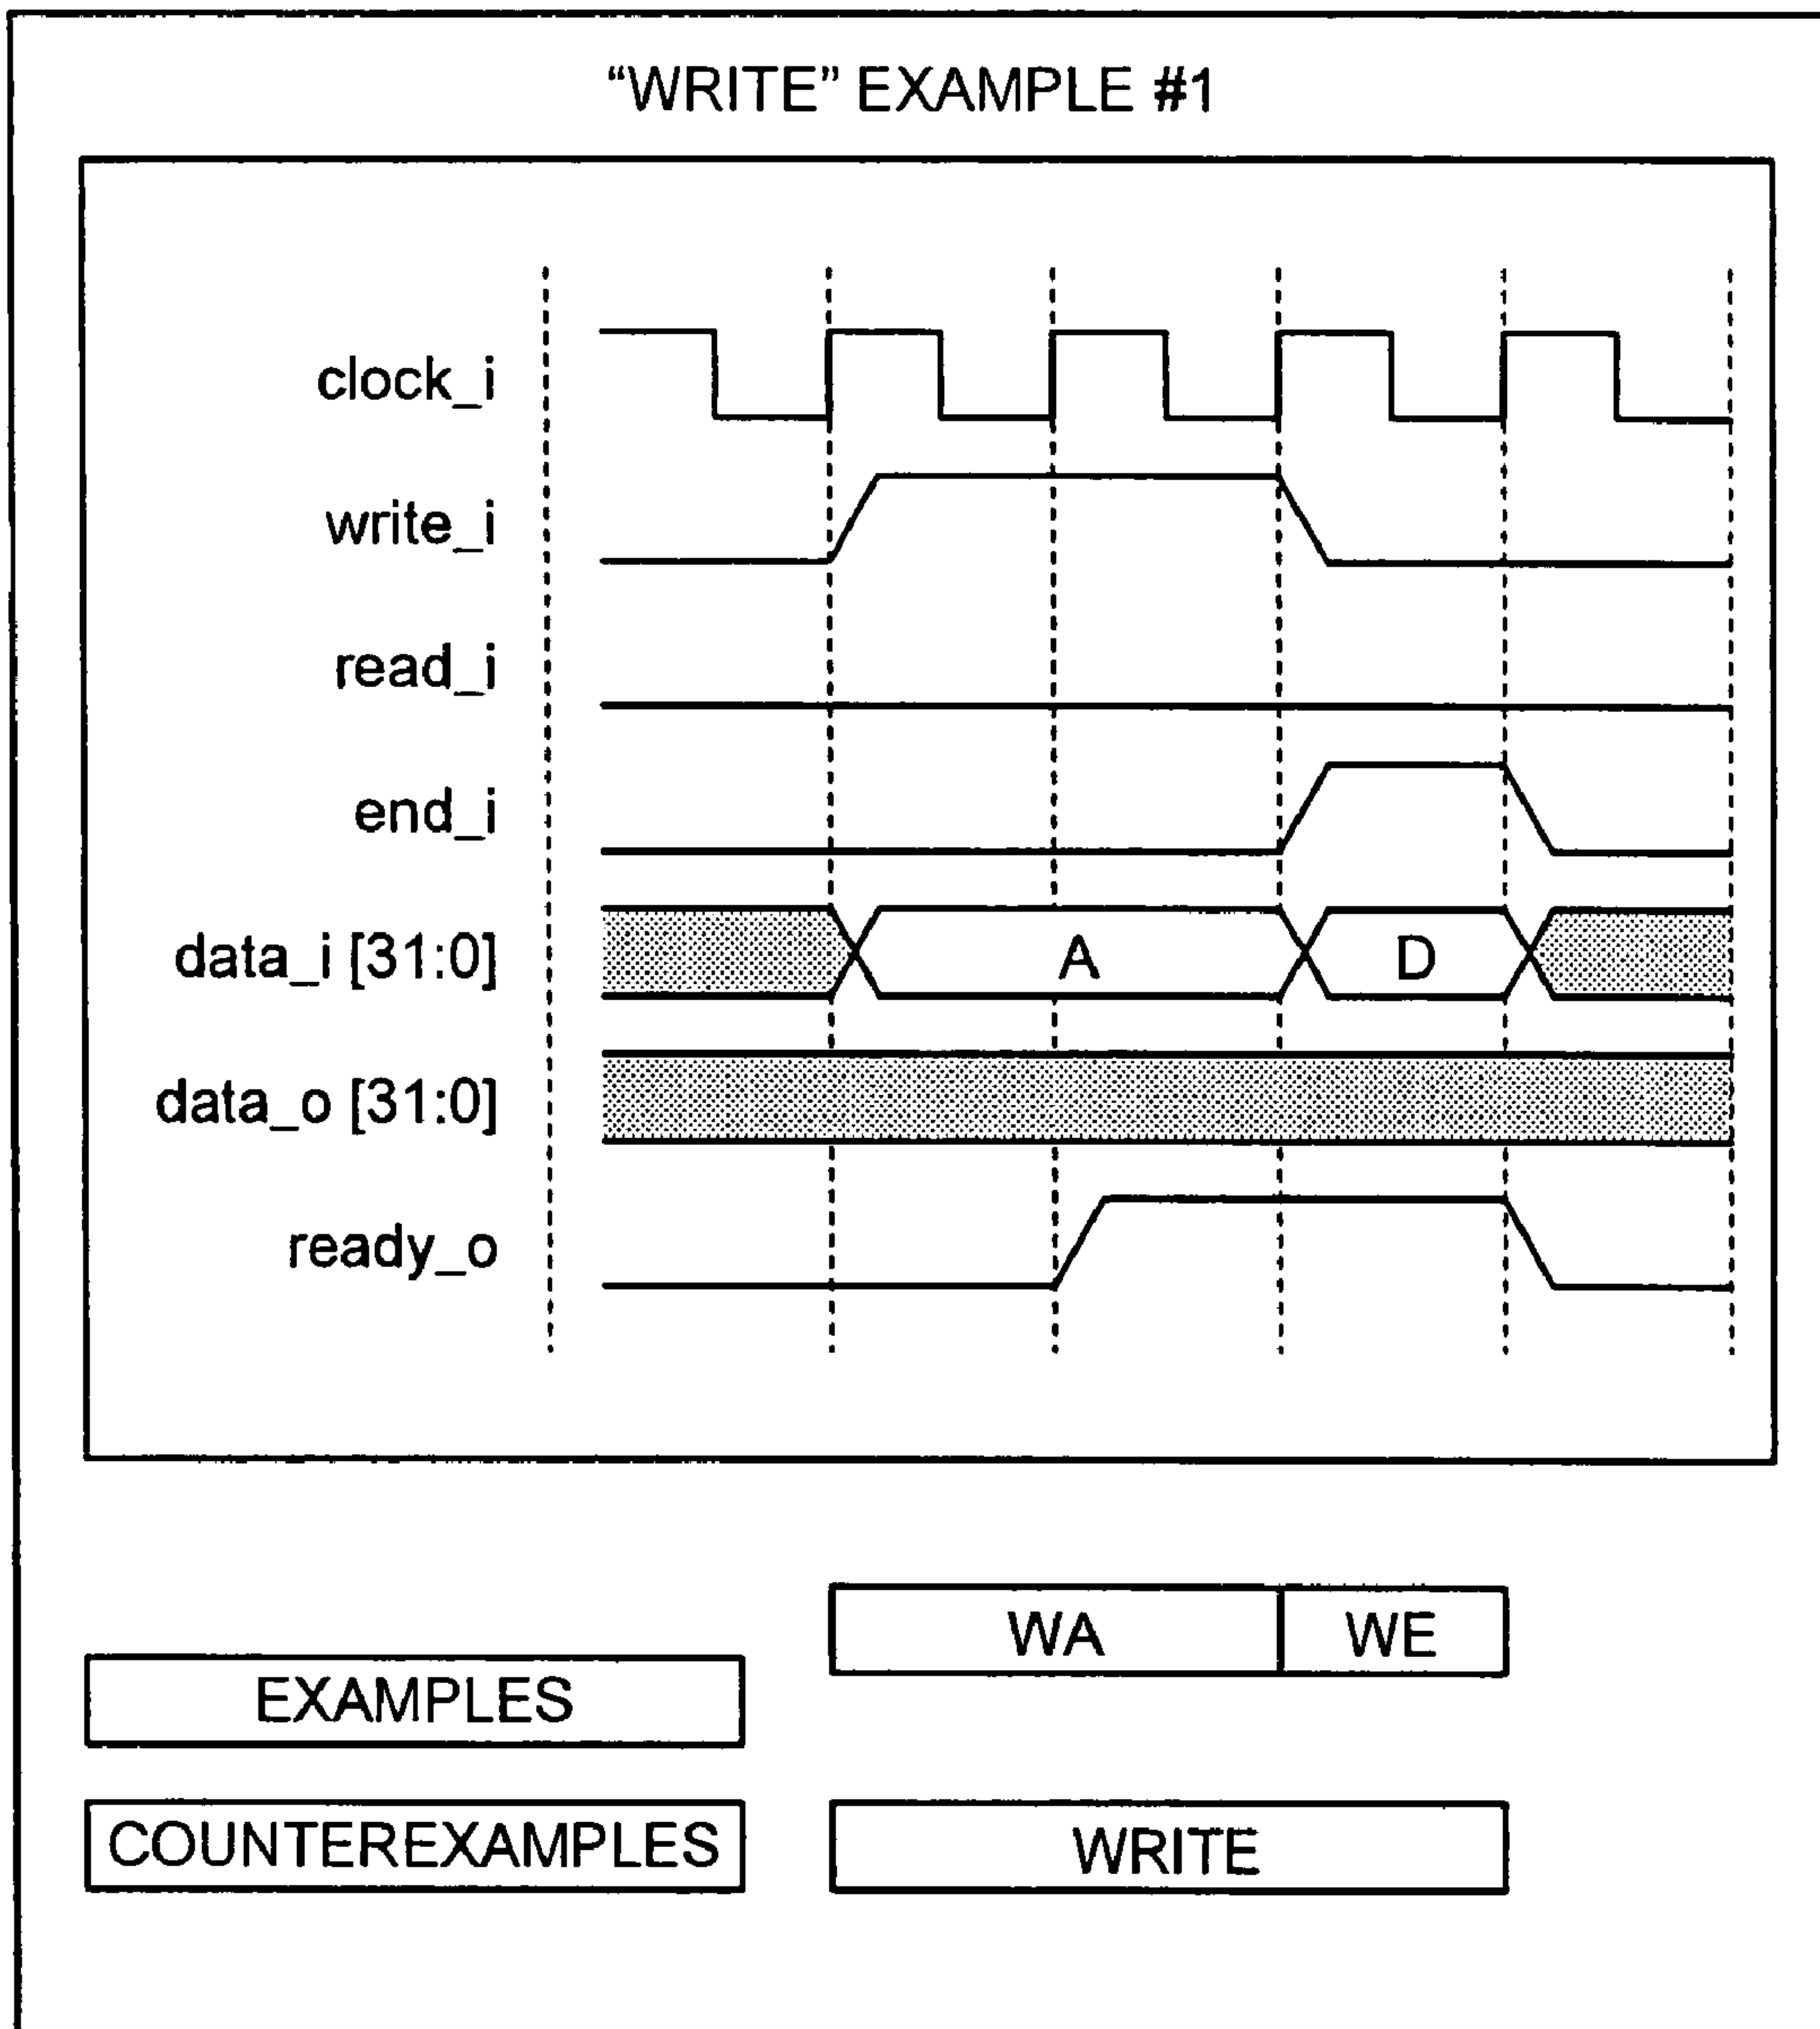 “WRITE” EXAMPLE #1
clock_i
write_i
read_i
end_i
data_i [31:0]
A
D
data_o [31:0]
ready_o
WA
WE
EXAMPLES
COUNTEREXAMPLES
WRITE